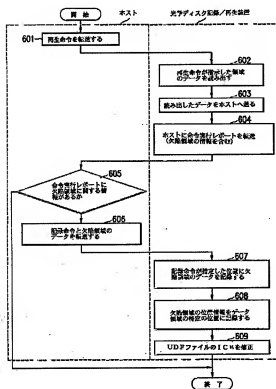 開始
ホスト
光学ディスク記録／再生装置
601
再生命令を転送する
602
再生命令が指示した領域
のデータを読み出す
603
読み出したデータをホストへ送る
604
ホストに命令実行レポートを転送
（欠陥領域の情報を含む）
605
命令実行レポートに
欠陥領域に関する情
報があるか
606
記録命令と欠陥領域の
データを転送する
607
記録命令が指定した位置に欠
陥領域のデータを記録する
608
欠陥領域の位置情報をデータ
領域の特定の位置に記録する
609
UDFファイルのICBを修正
終了